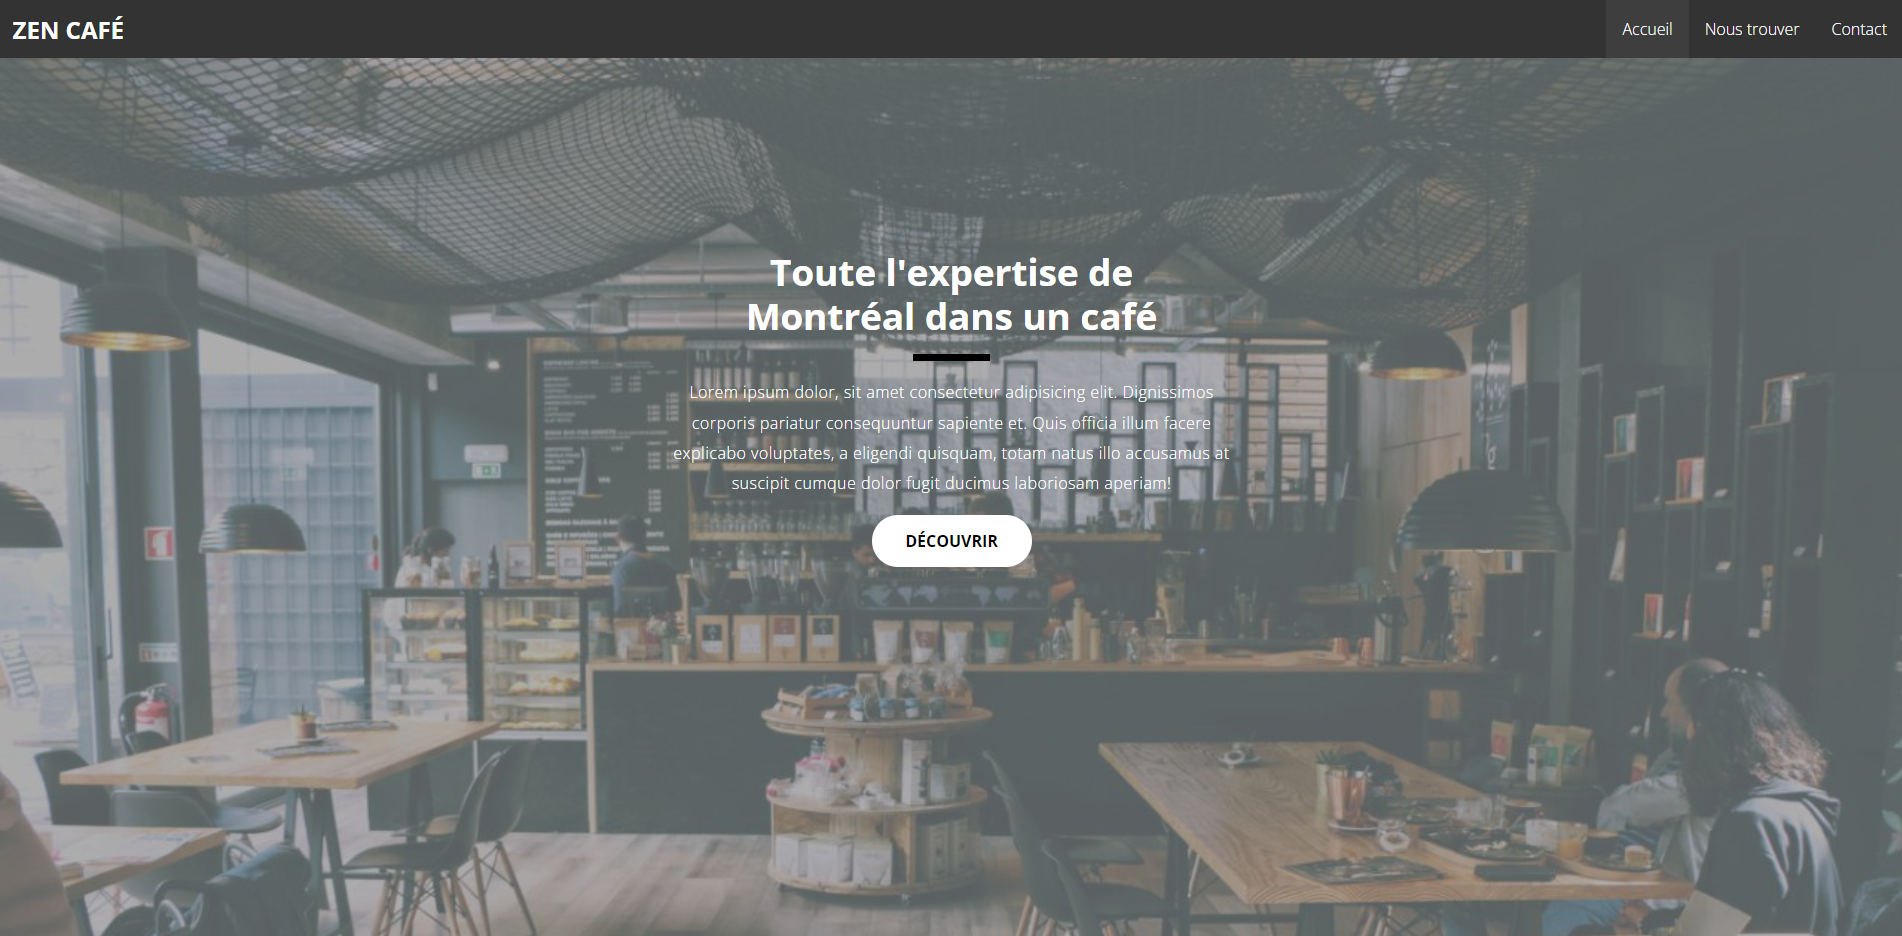 ZEN CAFÉ
Accueil Nous trouver Contact
Toute l'expertise de
Montréal dans un café
Lorem ipsum dolor, sit amet consectetur adipisicing elit. Dignissimos
corporis pariatur consequuntur sapiente et. Quis officia illum facere
explicabo voluptates, a eligendi quisquam, totam natus illo accusamus at
suscipit cumque dolor fugit ducimus laboriosam aperiam!
DÉCOUVRIR